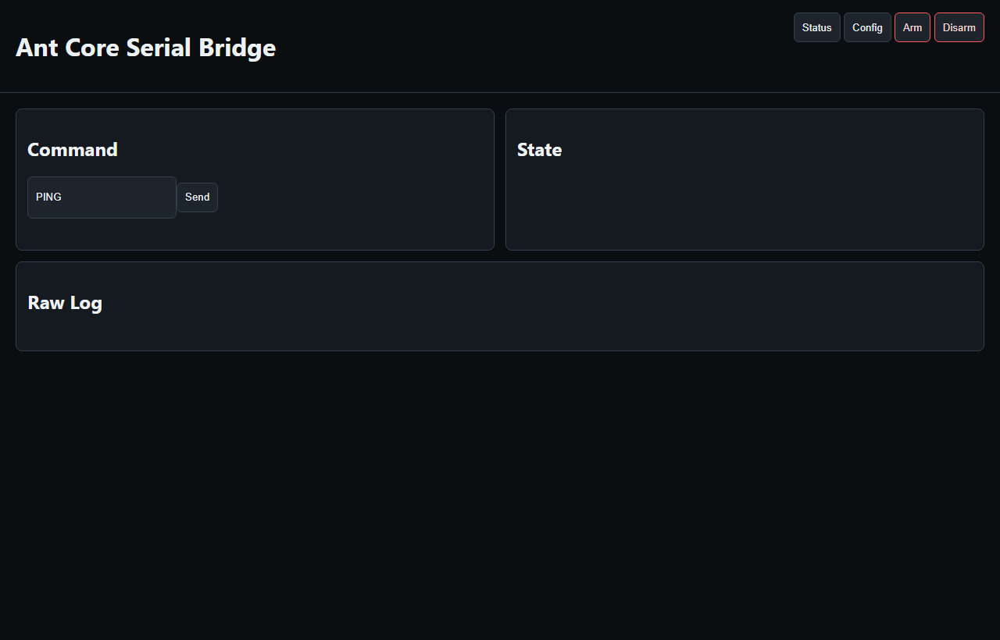 Ant Core Serial Bridge
Status Config Arm Disarm
Command
PING Send
State
Raw Log